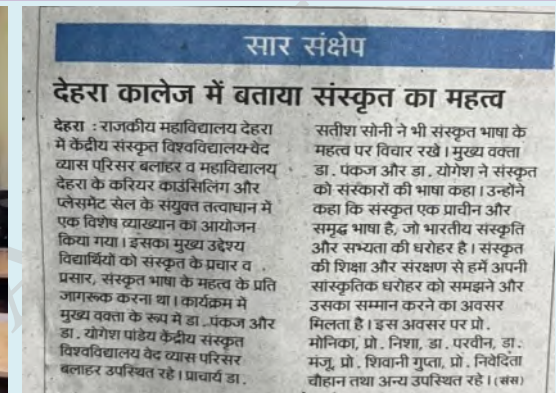 सार संक्षेप
देहरा कालेज में बताया संस्कृत का महत्व
देहरा : राजकीय महाविद्यालय देहरा
में केंद्रीय संस्कृत विश्वविद्यालय वेद
व्यास परिसर बलाहर व महाविद्यालय
देहरा के करियर काउंसिलिंग और
प्लेसमेंट सेल के संयुक्त तत्वाधान में
एक विशेष व्याख्यान का आयोजन
किया गया। इसका मुख्य उद्देश्य
विद्यार्थियों को संस्कृत के प्रचार व
प्रसार, संस्कृत भाषा के महत्व के प्रति
जागरूक करना था। कार्यक्रम में
मुख्य वक्ता के रूप में डा. पंकज और
डा. योगेश पांडेय केंद्रीय संस्कृत
विश्वविद्यालय वेद व्यास परिसर
बलाहर उपस्थित रहे। प्राचार्य डा.
सतीश सोनी ने भी संस्कृत भाषा के
महत्व पर विचार रखे। मुख्य वक्ता
डा. पंकज और डा. योगेश ने संस्कृत
को संस्कारों की भाषा कहा। उन्होंने
कहा कि संस्कृत एक प्राचीन और
समृद्ध भाषा है, जो भारतीय संस्कृति
और सभ्यता की धरोहर है। संस्कृत
की शिक्षा और संरक्षण से हमें अपनी
सांस्कृतिक धरोहर को समझने और
उसका सम्मान करने का अवसर
मिलता है। इस अवसर पर प्रो.
मोनिका, प्रो. निशा, डा. परवीन, डा.
मंजू, प्रो. शिवानी गुप्ता, प्रो. निवेदिता
चौहान तथा अन्य उपस्थित रहे। (संस)